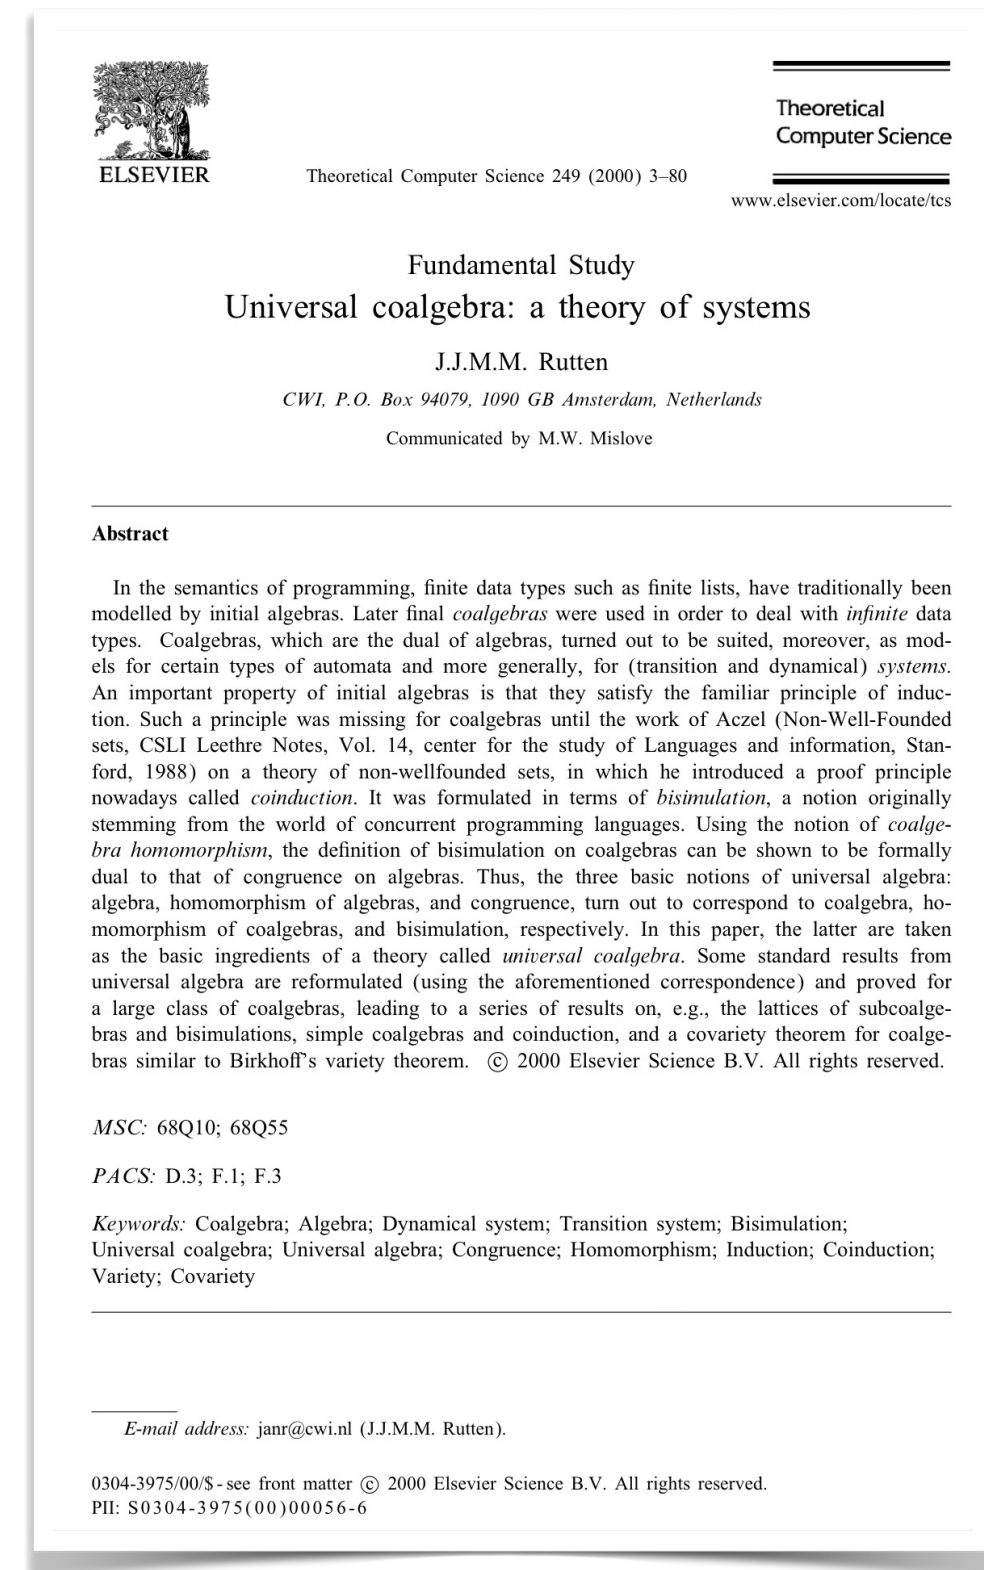 ELSEVIER
Theoretical Computer Science 249 (2000) 3–80
Theoretical
Computer Science
www.elsevier.com/locate/tcs
Fundamental Study
Universal coalgebra: a theory of systems
J.J.M.M. Rutten
CWI, P.O. Box 94079, 1090 GB Amsterdam, Netherlands
Communicated by M.W. Mislove
Abstract
In the semantics of programming, finite data types such as finite lists, have traditionally been
modelled by initial algebras. Later final coalgebras were used in order to deal with infinite data
types. Coalgebras, which are the dual of algebras, turned out to be suited, moreover, as mod-
els for certain types of automata and more generally, for (transition and dynamical) systems.
An important property of initial algebras is that they satisfy the familiar principle of induc-
tion. Such a principle was missing for coalgebras until the work of Aczel (Non-Well-Founded
sets, CSLI Leethre Notes, Vol. 14, center for the study of Languages and information, Stan-
ford, 1988) on a theory of non-wellfounded sets, in which he introduced a proof principle
nowadays called coinduction. It was formulated in terms of bisimulation, a notion originally
stemming from the world of concurrent programming languages. Using the notion of coalge-
bra homomorphism, the definition of bisimulation on coalgebras can be shown to be formally
dual to that of congruence on algebras. Thus, the three basic notions of universal algebra:
algebra, homomorphism of algebras, and congruence, turn out to correspond to coalgebra, ho-
momorphism of coalgebras, and bisimulation, respectively. In this paper, the latter are taken
as the basic ingredients of a theory called universal coalgebra. Some standard results from
universal algebra are reformulated (using the aforementioned correspondence) and proved for
a large class of coalgebras, leading to a series of results on, e.g., the lattices of subcoalge-
bras and bisimulations, simple coalgebras and coinduction, and a covariety theorem for coalge-
bras similar to Birkhoff's variety theorem. © 2000 Elsevier Science B.V. All rights reserved.
MSC: 68Q10; 68Q55
PACS: D.3; F.1; F.3
Keywords: Coalgebra; Algebra; Dynamical system; Transition system; Bisimulation;
Universal coalgebra; Universal algebra; Congruence; Homomorphism; Induction; Coinduction;
Variety; Covariety
E-mail address: janr@cwi.nl (J.J.M.M. Rutten).
0304-3975/00/$ - see front matter © 2000 Elsevier Science B.V. All rights reserved.
PII: S0304-3975(00)00056-6